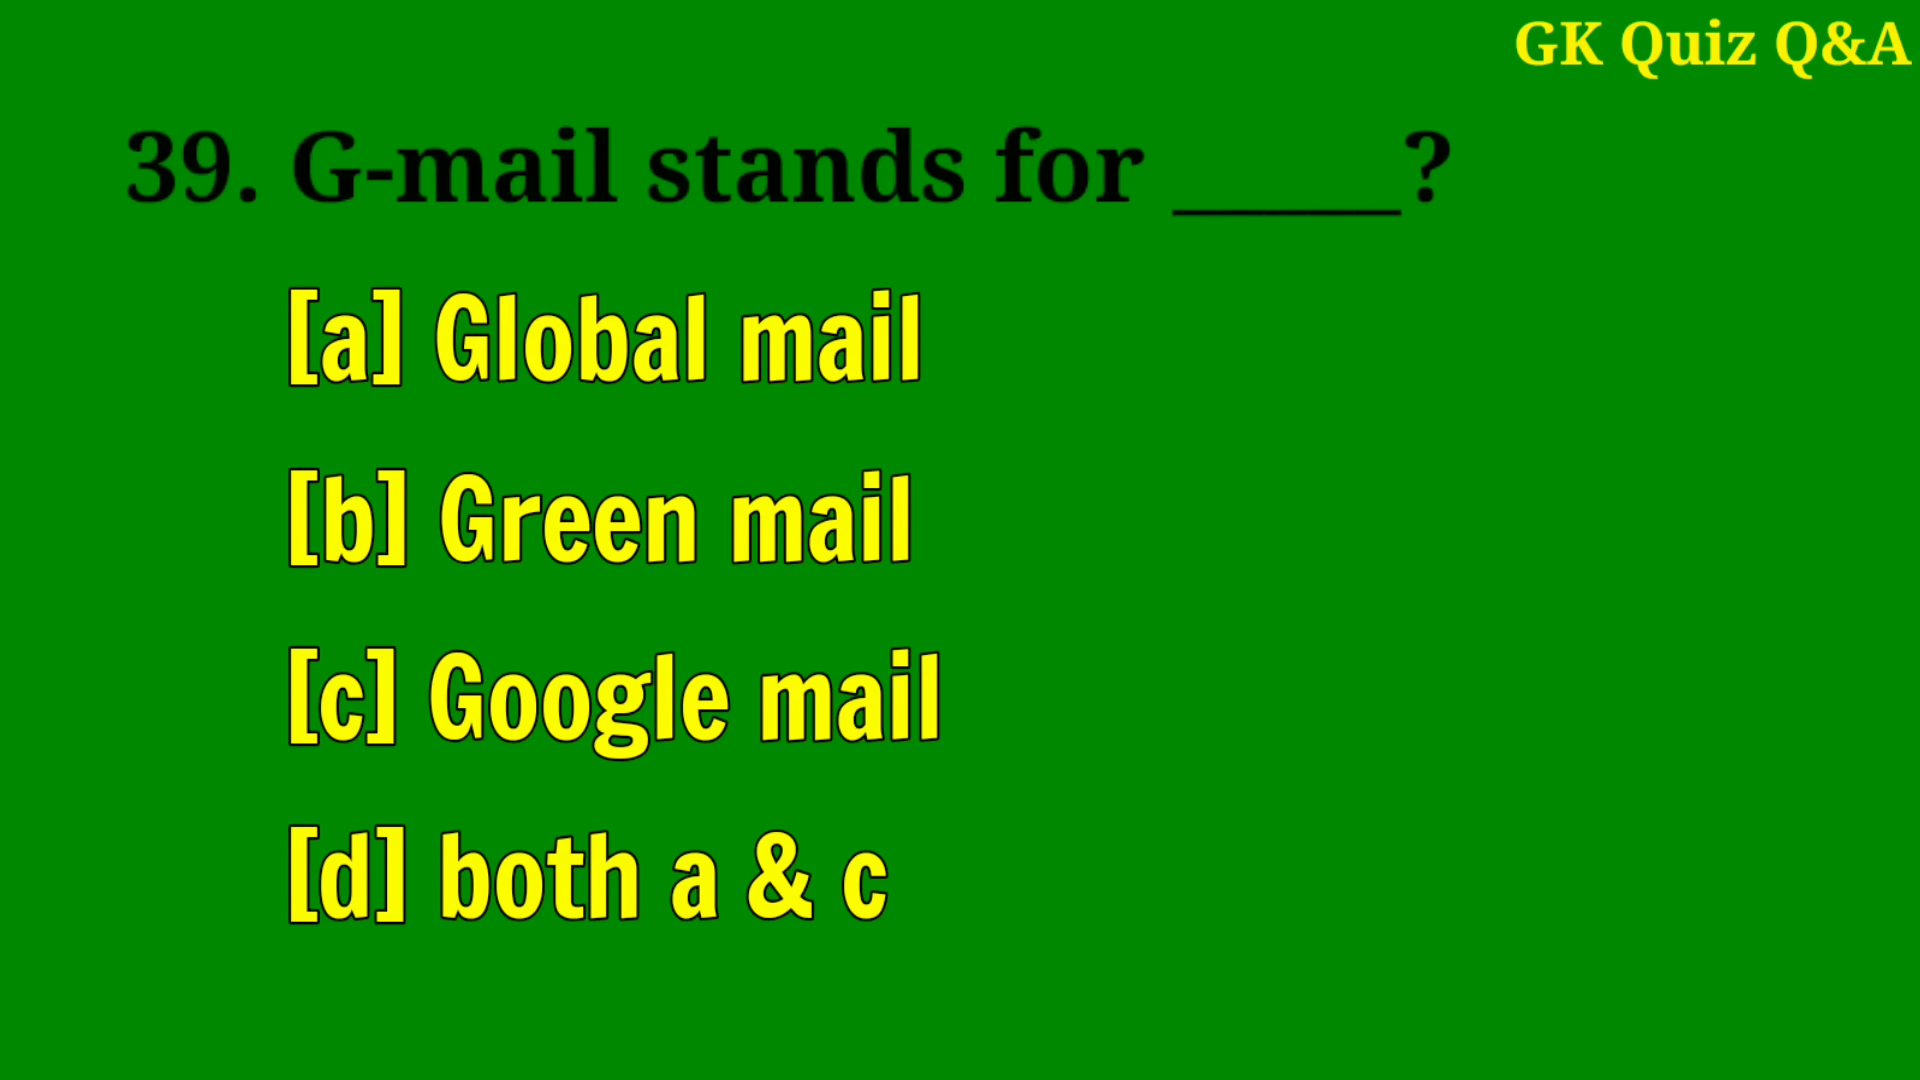 GK Quiz Q&A
39. G-mail stands for _____?
[a] Global mail
[b] Green mail
[c] Google mail
[d] both a & c